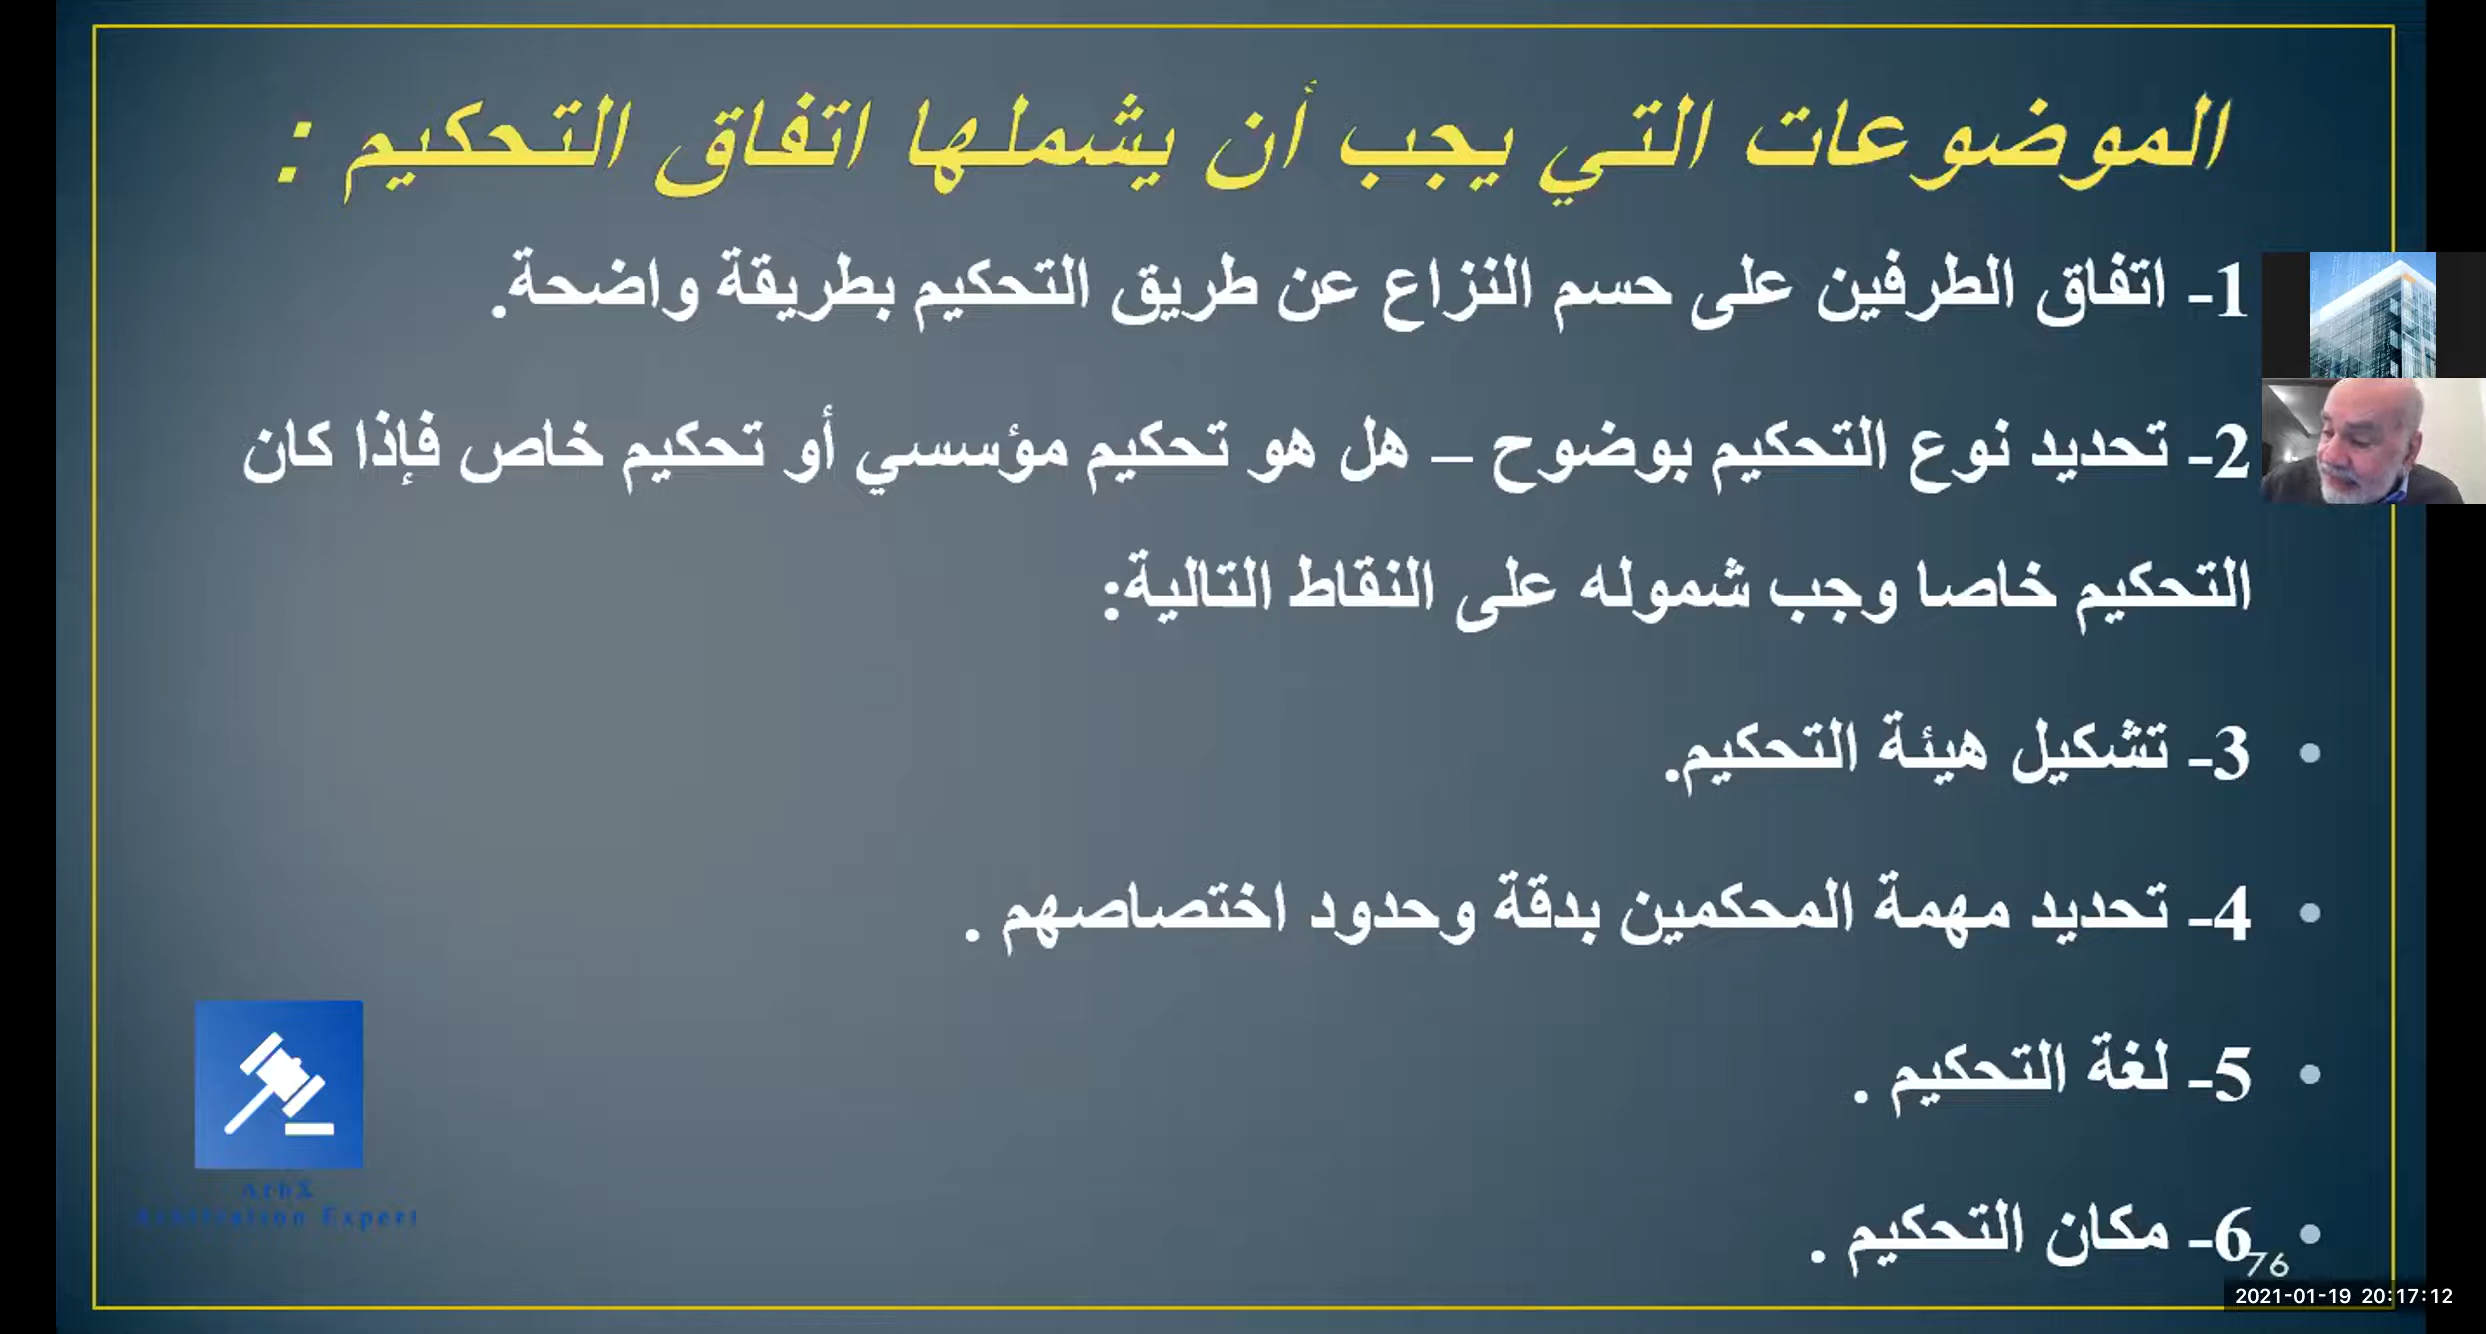 الموضوعات التي يجب أن يشملها اتفاق التحكيم :
1- اتفاق الطرفين على حسم النزاع عن طريق التحكيم بطريقة واضحة.
2- تحديد نوع التحكيم بوضوح – هل هو تحكيم مؤسسي أو تحكيم خاص فإذا كان
التحكيم خاصا وجب شموله على النقاط التالية:
• 3- تشكيل هيئة التحكيم.
• 4- تحديد مهمة المحكمين بدقة وحدود اختصاصهم .
• 5- لغة التحكيم .
• 6- مكان التحكيم .
76
ArbX
Arbitration Expert
2021-01-19 20:17:12